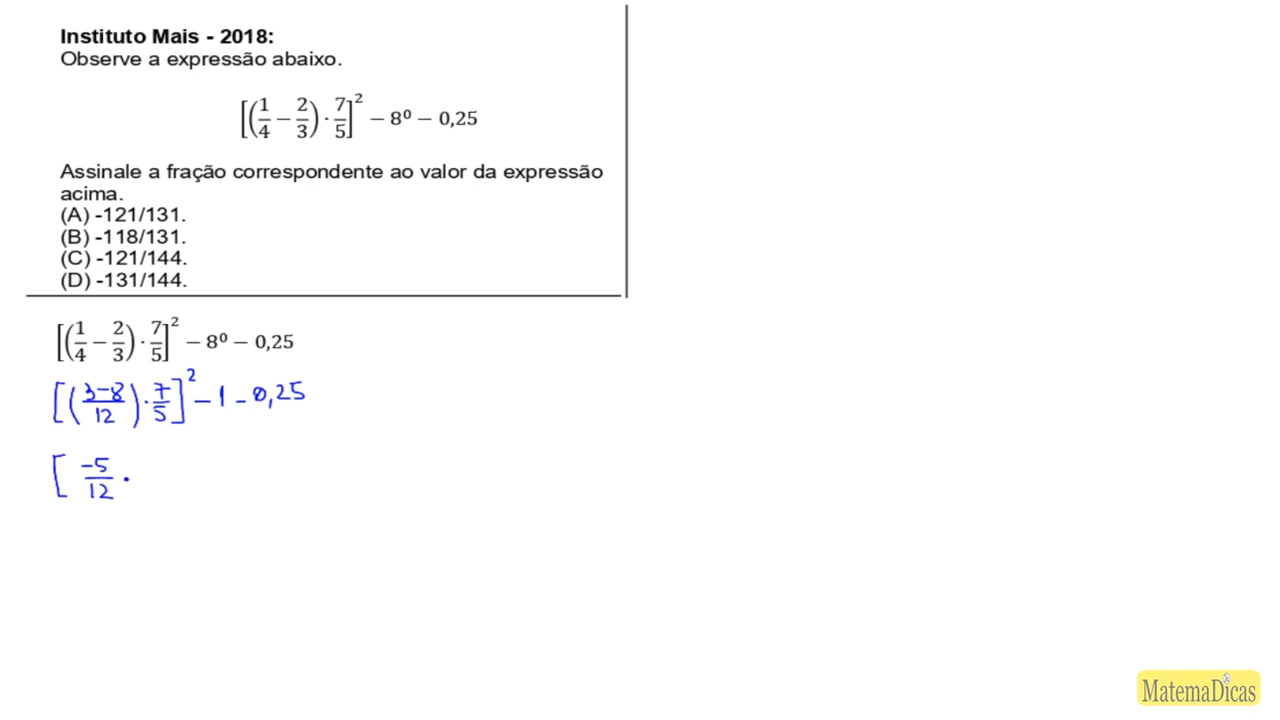 Instituto Mais - 2018:
Observe a expressão abaixo.
[(1/4 − 2/3) · 7/5]² − 8⁰ − 0,25
Assinale a fração correspondente ao valor da expressão
acima.
(A) -121/131.
(B) -118/131.
(C) -121/144.
(D) -131/144.
[(1/4 − 2/3) · 7/5]² − 8⁰ − 0,25
[(3-8/12) · 7/5]² − 1 − 0,25
[ -5/12 ·
MatemaDicas